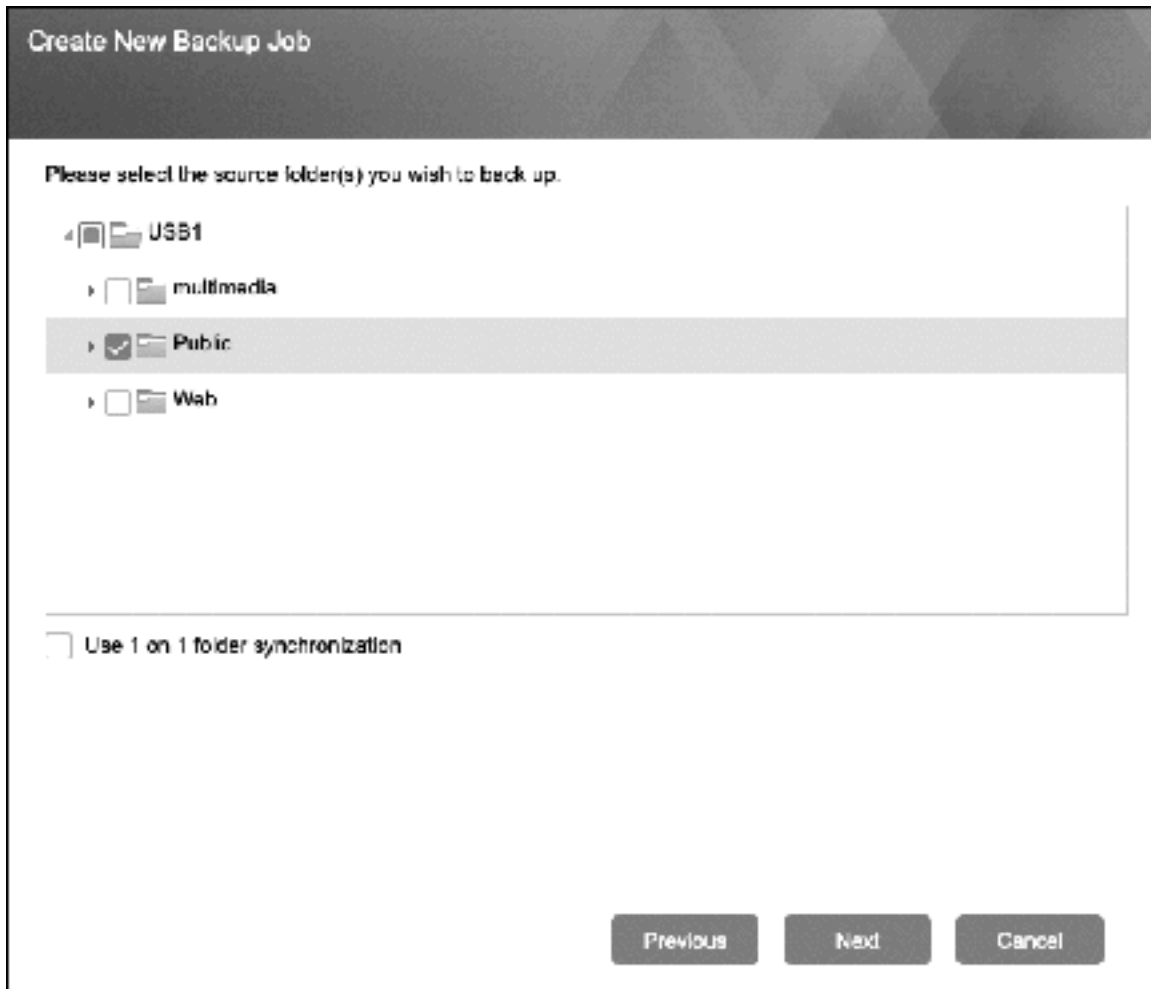 Create New Backup Job
Please select the source folder(s) you wish to back up.
USB1
multimedia
Public
Web
Use 1 on 1 folder synchronization
Previous
Next
Cancel